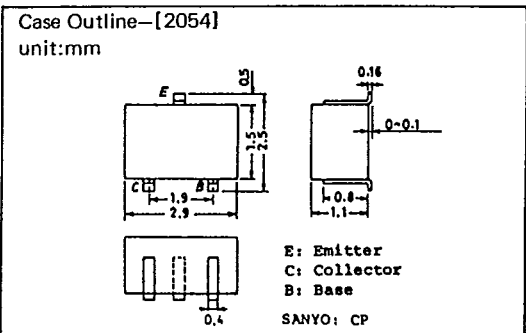 Case Outline—[2054]
unit:mm
0.5
0.16
E
1.5
2.5
0~0.1
C
B
1.9
2.9
0.8
1.1
E: Emitter
C: Collector
B: Base
0.4
SANYO: CP